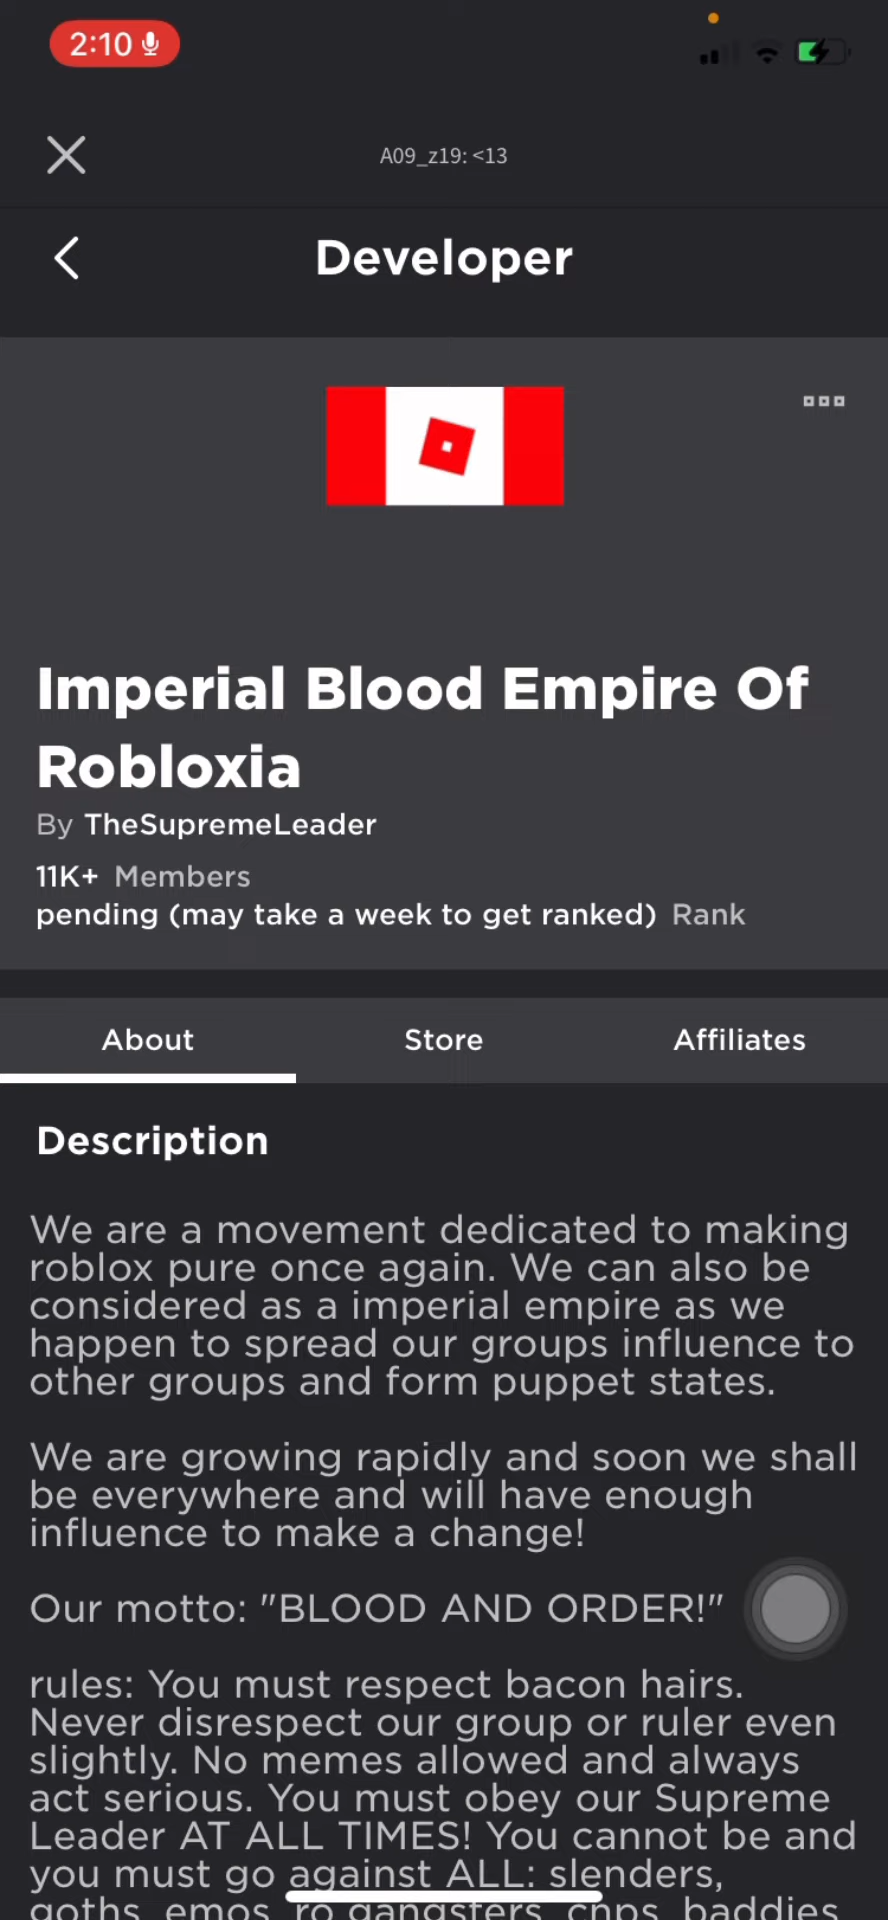 2:10
A09_z19: <13
Developer
Imperial Blood Empire Of
Robloxia
By TheSupremeLeader
11K+ Members
pending (may take a week to get ranked) Rank
About Store Affiliates
Description
We are a movement dedicated to making
roblox pure once again. We can also be
considered as a imperial empire as we
happen to spread our groups influence to
other groups and form puppet states.
We are growing rapidly and soon we shall
be everywhere and will have enough
influence to make a change!
Our motto: "BLOOD AND ORDER!"
rules: You must respect bacon hairs.
Never disrespect our group or ruler even
slightly. No memes allowed and always
act serious. You must obey our Supreme
Leader AT ALL TIMES! You cannot be and
you must go against ALL: slenders,
goths, emos, ro gangsters, cnps, baddies,